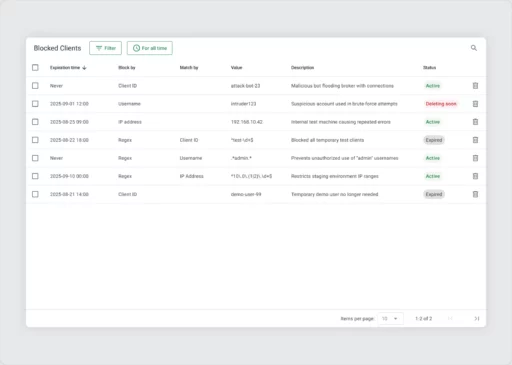 Blocked Clients Filter For all time
Expiration time Block by Match by Value Description Status
Never Client ID attack-bot-23 Malicious bot flooding broker with connections Active
2025-09-01 12:00 Username intruder123 Suspicious account used in brute-force attempts Deleting soon
2025-08-23 09:00 IP address 192.168.10.42 Internal test machine causing repeated errors Active
2025-08-22 18:00 Regex Client ID Blocked all temporary test clients Expired
Never Regex Username Prevents unauthorized use of "admin" usernames Active
2025-09-10 00:00 Regex IP Address Restricts staging environment IP ranges Active
2025-08-21 14:00 Client ID demo-user-99 Temporary demo user no longer needed Expired
Items per page: 10 1-2 of 2